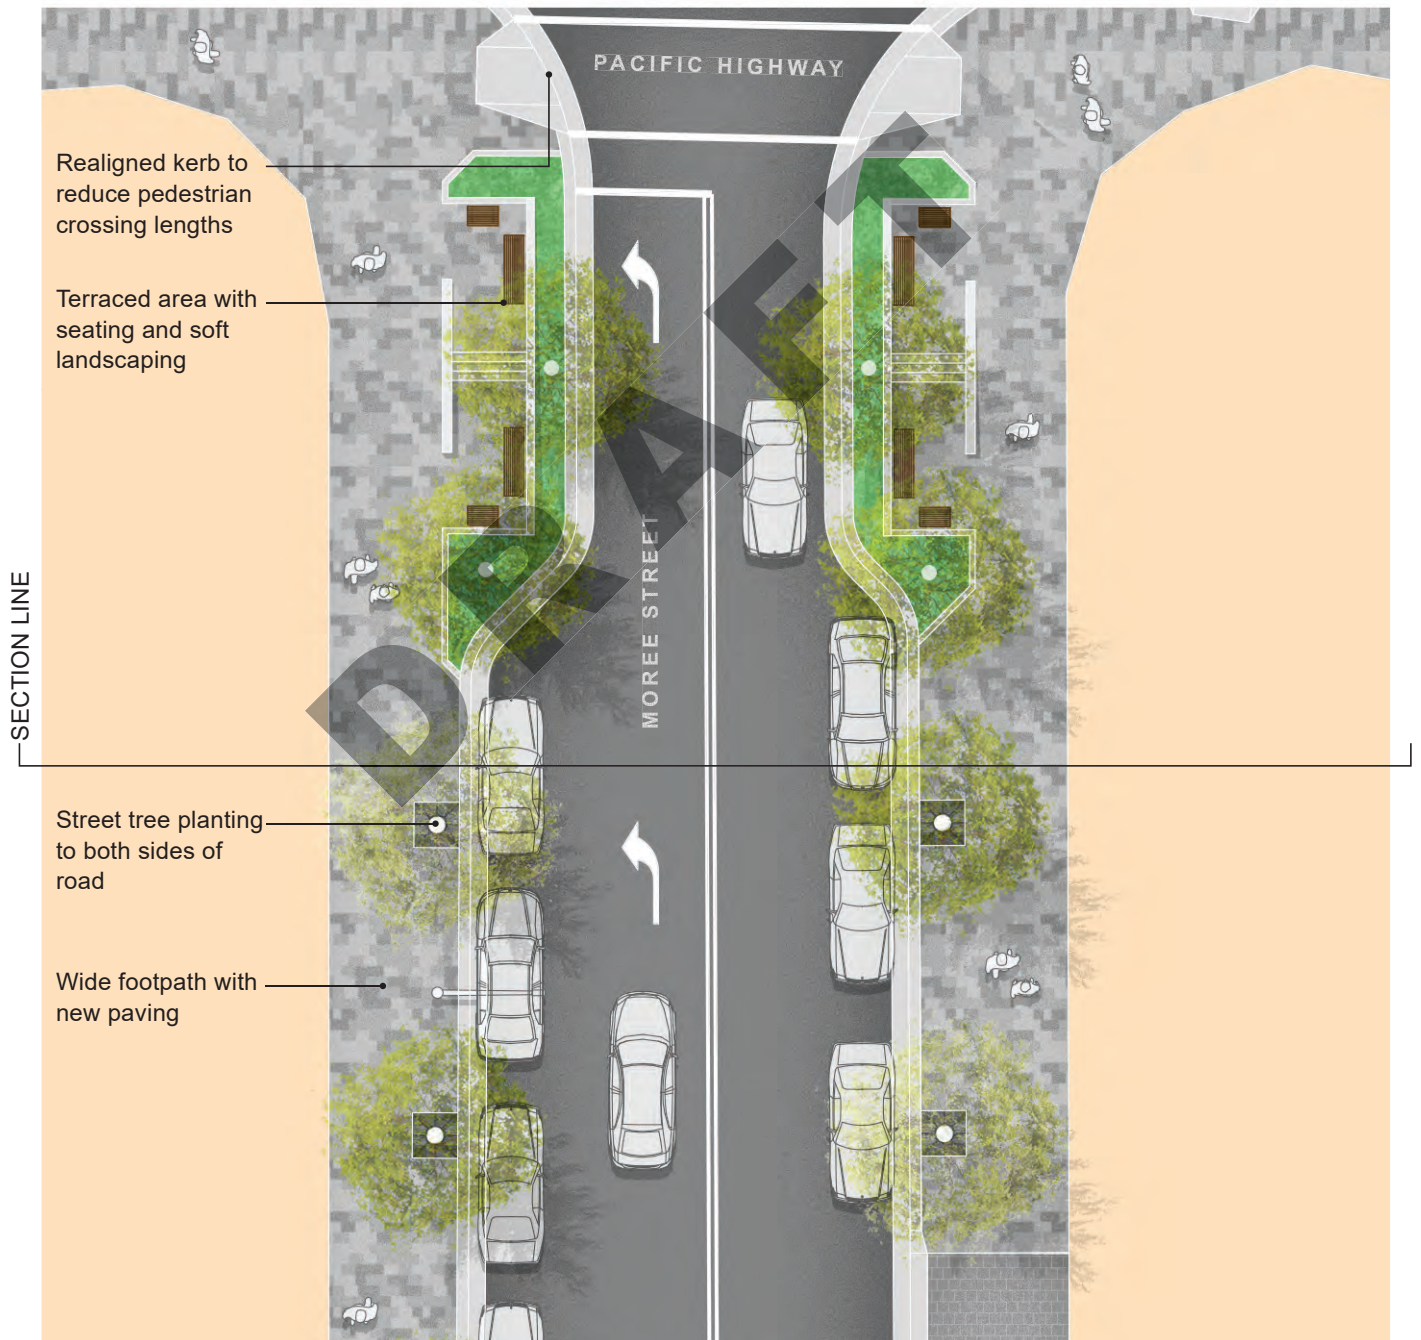 PACIFIC HIGHWAY
Realigned kerb to
reduce pedestrian
crossing lengths
Terraced area with
seating and soft
landscaping
DRAFT
MOREE STREET
SECTION LINE
Street tree planting
to both sides of
road
Wide footpath with
new paving